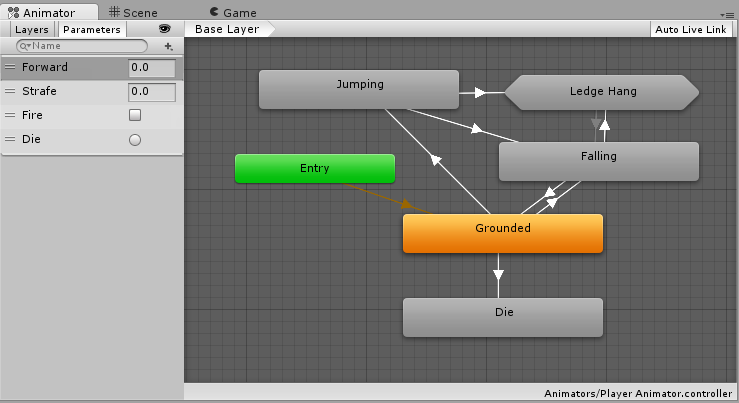 Animator
Scene
Game
Layers
Parameters
Base Layer
Auto Live Link
Name
Forward 0.0
Strafe 0.0
Fire
Die
Jumping
Ledge Hang
Falling
Entry
Grounded
Die
Animators/Player Animator.controller